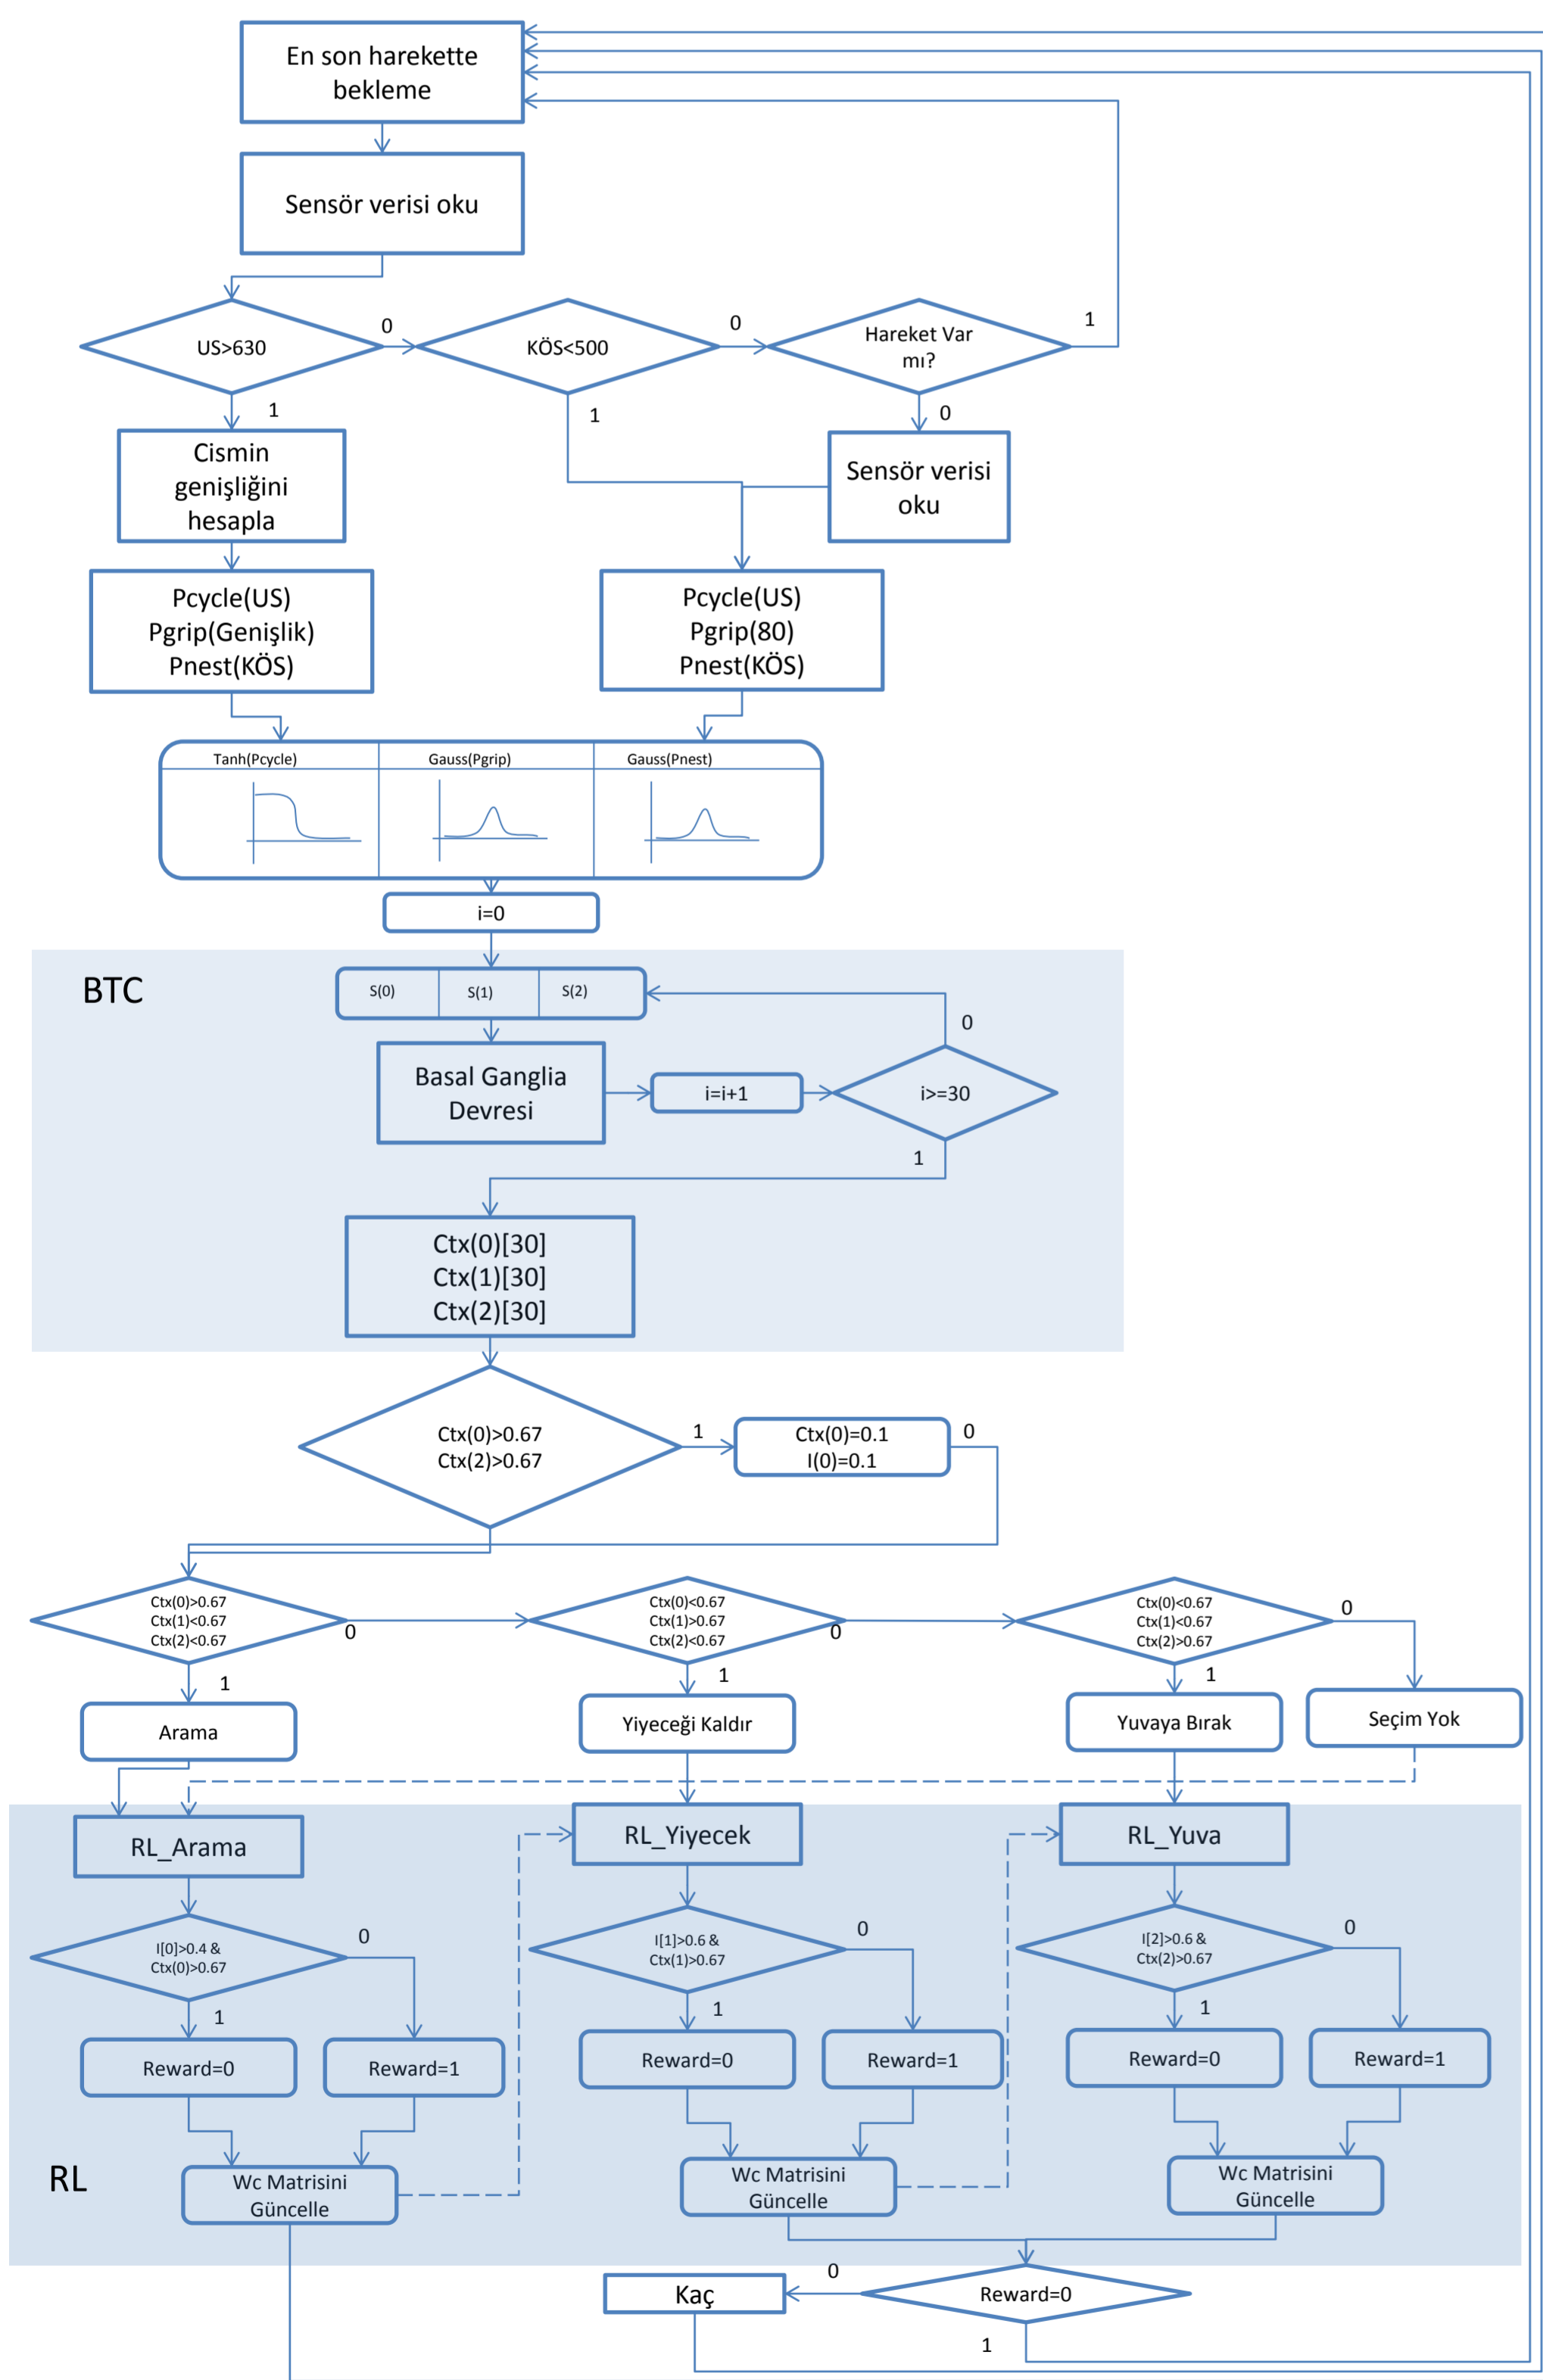 En son harekette
bekleme
Sensör verisi oku
US>630
0
KÖS<500
0
Hareket Var
mı?
1
1
1
0
Cismin
genişliğini
hesapla
Sensör verisi
oku
Pcycle(US)
Pgrip(Genişlik)
Pnest(KÖS)
Pcycle(US)
Pgrip(80)
Pnest(KÖS)
Tanh(Pcycle)
Gauss(Pgrip)
Gauss(Pnest)
i=0
BTC
S(0)
S(1)
S(2)
0
Basal Ganglia
Devresi
i=i+1
i>=30
1
Ctx(0)[30]
Ctx(1)[30]
Ctx(2)[30]
Ctx(0)>0.67
Ctx(2)>0.67
1
Ctx(0)=0.1
I(0)=0.1
0
Ctx(0)>0.67
Ctx(1)<0.67
Ctx(2)<0.67
0
Ctx(0)<0.67
Ctx(1)>0.67
Ctx(2)<0.67
0
Ctx(0)<0.67
Ctx(1)<0.67
Ctx(2)>0.67
0
1
1
1
Arama
Yiyeceği Kaldır
Yuvaya Bırak
Seçim Yok
RL_Arama
RL_Yiyecek
RL_Yuva
I[0]>0.4 &
Ctx(0)>0.67
0
I[1]>0.6 &
Ctx(1)>0.67
0
I[2]>0.6 &
Ctx(2)>0.67
0
1
1
1
Reward=0
Reward=1
Reward=0
Reward=1
Reward=0
Reward=1
RL
Wc Matrisini
Güncelle
Wc Matrisini
Güncelle
Wc Matrisini
Güncelle
Kaç
0
Reward=0
1